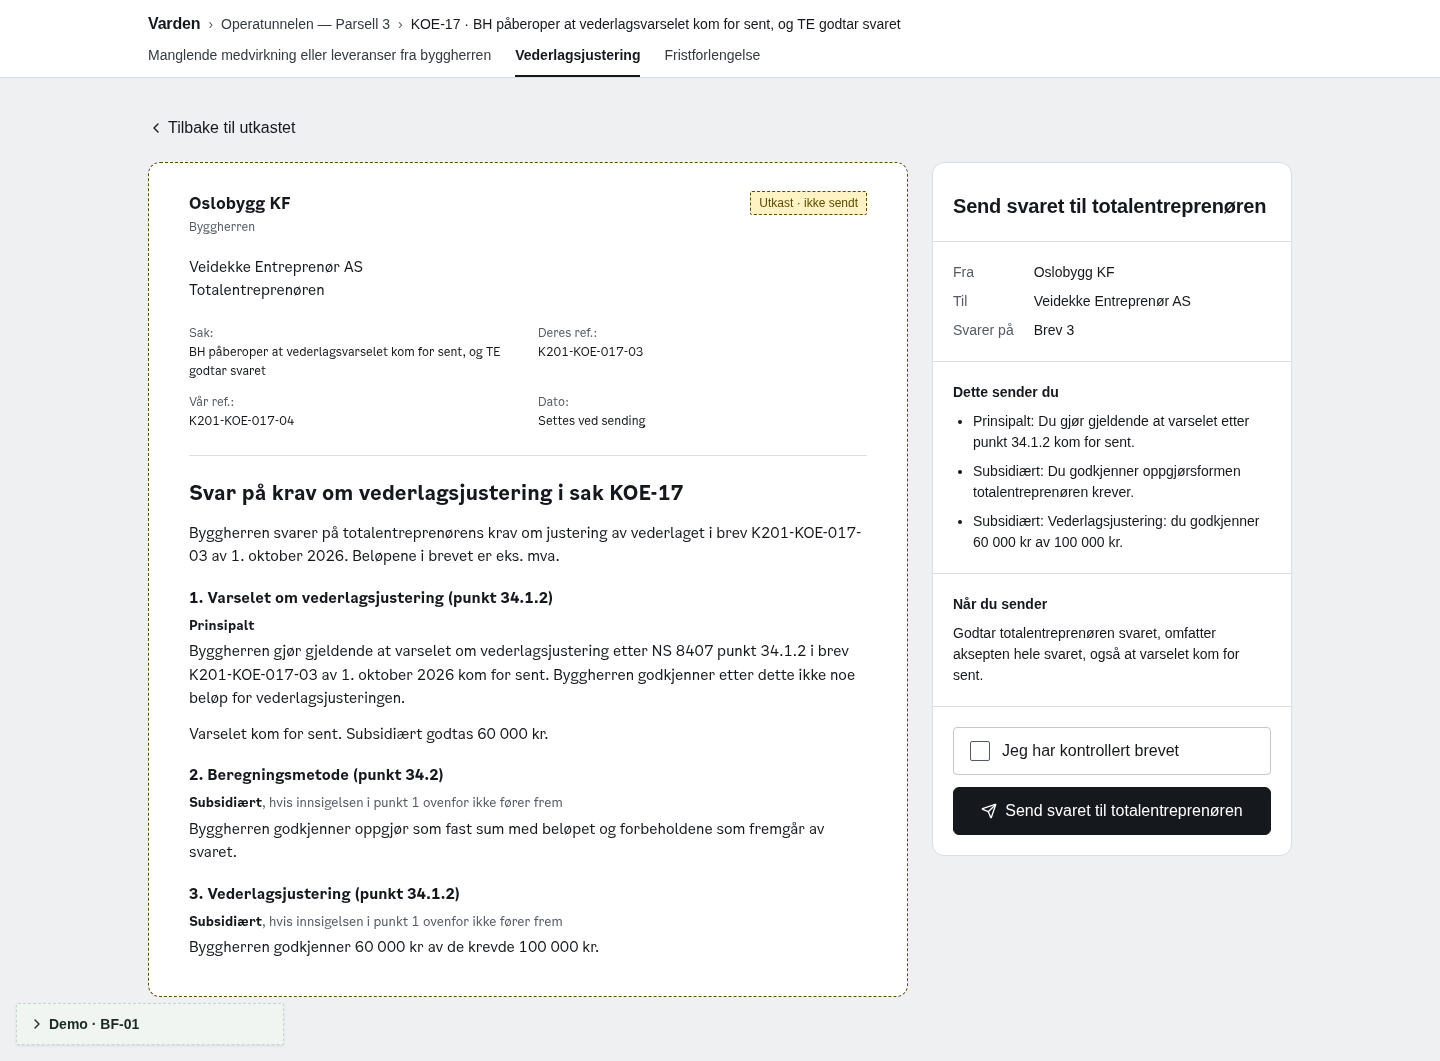 Varden › Operatunnelen — Parsell 3 › KOE-17 · BH påberoper at vederlagsvarselet kom for sent, og TE godtar svaret
Manglende medvirkning eller leveranser fra byggherren Vederlagsjustering Fristforlengelse
Tilbake til utkastet
Oslobygg KF
Utkast · ikke sendt
Byggherren
Veidekke Entreprenør AS
Totalentreprenøren
Sak:
BH påberoper at vederlagsvarselet kom for sent, og TE
godtar svaret
Deres ref.:
K201-KOE-017-03
Vår ref.:
K201-KOE-017-04
Dato:
Settes ved sending
Svar på krav om vederlagsjustering i sak KOE-17
Byggherren svarer på totalentreprenørens krav om justering av vederlaget i brev K201-KOE-017-
03 av 1. oktober 2026. Beløpene i brevet er eks. mva.
1. Varselet om vederlagsjustering (punkt 34.1.2)
Prinsipalt
Byggherren gjør gjeldende at varselet om vederlagsjustering etter NS 8407 punkt 34.1.2 i brev
K201-KOE-017-03 av 1. oktober 2026 kom for sent. Byggherren godkjenner etter dette ikke noe
beløp for vederlagsjusteringen.
Varselet kom for sent. Subsidiært godtas 60 000 kr.
2. Beregningsmetode (punkt 34.2)
Subsidiært, hvis innsigelsen i punkt 1 ovenfor ikke fører frem
Byggherren godkjenner oppgjør som fast sum med beløpet og forbeholdene som fremgår av
svaret.
3. Vederlagsjustering (punkt 34.1.2)
Subsidiært, hvis innsigelsen i punkt 1 ovenfor ikke fører frem
Byggherren godkjenner 60 000 kr av de krevde 100 000 kr.
Send svaret til totalentreprenøren
Fra Oslobygg KF
Til Veidekke Entreprenør AS
Svarer på Brev 3
Dette sender du
• Prinsipalt: Du gjør gjeldende at varselet etter
punkt 34.1.2 kom for sent.
• Subsidiært: Du godkjenner oppgjørsformen
totalentreprenøren krever.
• Subsidiært: Vederlagsjustering: du godkjenner
60 000 kr av 100 000 kr.
Når du sender
Godtar totalentreprenøren svaret, omfatter
aksepten hele svaret, også at varselet kom for
sent.
Jeg har kontrollert brevet
Send svaret til totalentreprenøren
Demo · BF-01